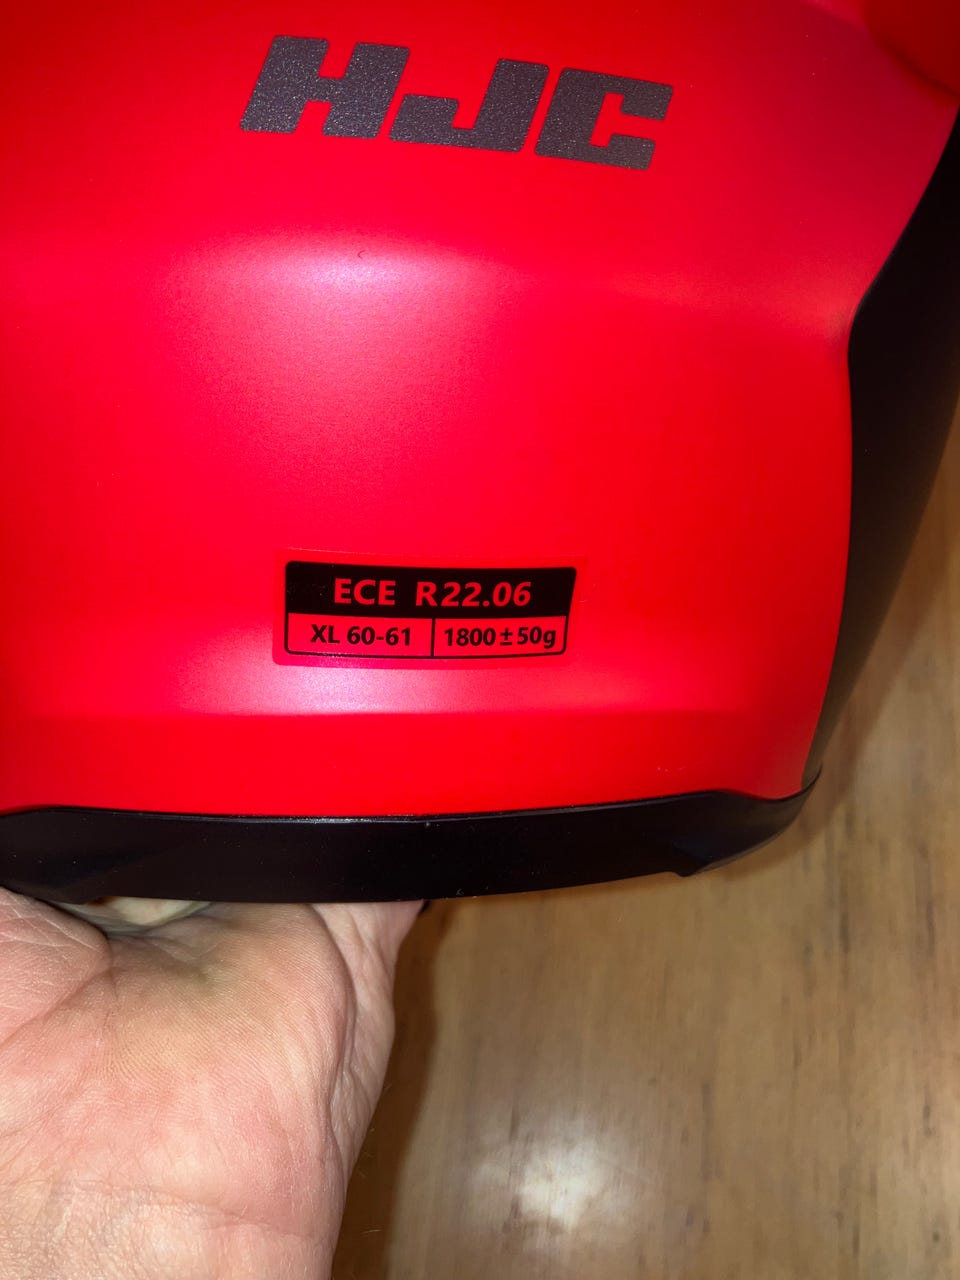 HJC
ECE R22.06
XL 60-61
1800±50g